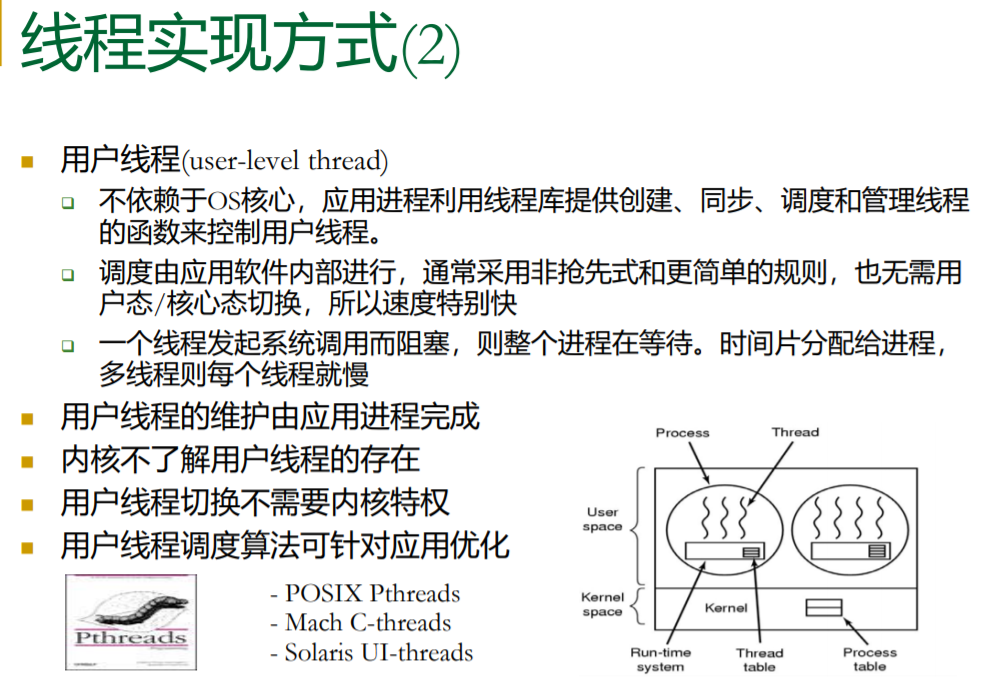 线程实现方式(2)
用户线程(user-level thread)
不依赖于OS核心，应用进程利用线程库提供创建、同步、调度和管理线程
的函数来控制用户线程。
调度由应用软件内部进行，通常采用非抢先式和更简单的规则，也无需用
户态/核心态切换，所以速度特别快
一个线程发起系统调用而阻塞，则整个进程在等待。时间片分配给进程，
多线程则每个线程就慢
用户线程的维护由应用进程完成
内核不了解用户线程的存在
用户线程切换不需要内核特权
用户线程调度算法可针对应用优化
Pthreads
- POSIX Pthreads
- Mach C-threads
- Solaris UI-threads
Process
Thread
User
space
Kernel
space
Kernel
Run-time
system
Thread
table
Process
table